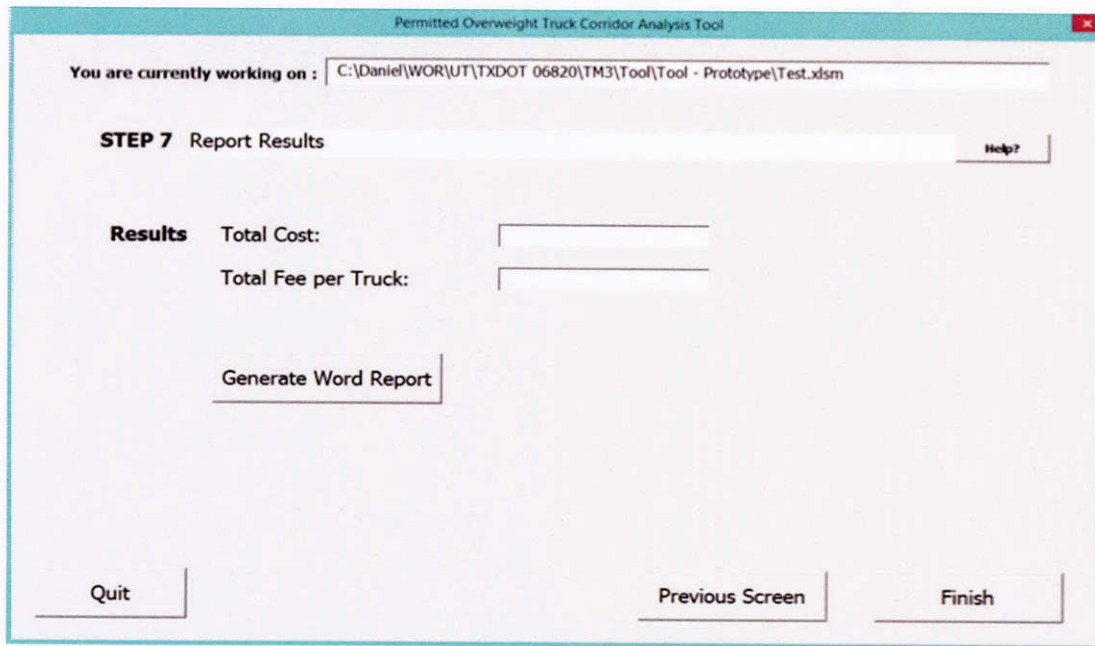 Permitted Overweight Truck Corridor Analysis Tool
You are currently working on : C:\Daniel\WOR\UT\TXDOT 06820\TM3\Tool\Tool - Prototype\Test.xlsm
STEP 7 Report Results Help?
Results Total Cost:
Total Fee per Truck:
Generate Word Report
Quit Previous Screen Finish